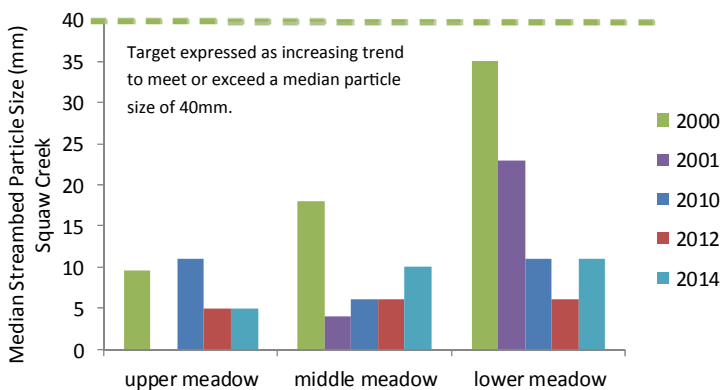 Median Streambed Particle Size (mm)
Squaw Creek
40
35
30
25
20
15
10
5
0
Target expressed as increasing trend
to meet or exceed a median particle
size of 40mm.
upper meadow
middle meadow
lower meadow
2000
2001
2010
2012
2014